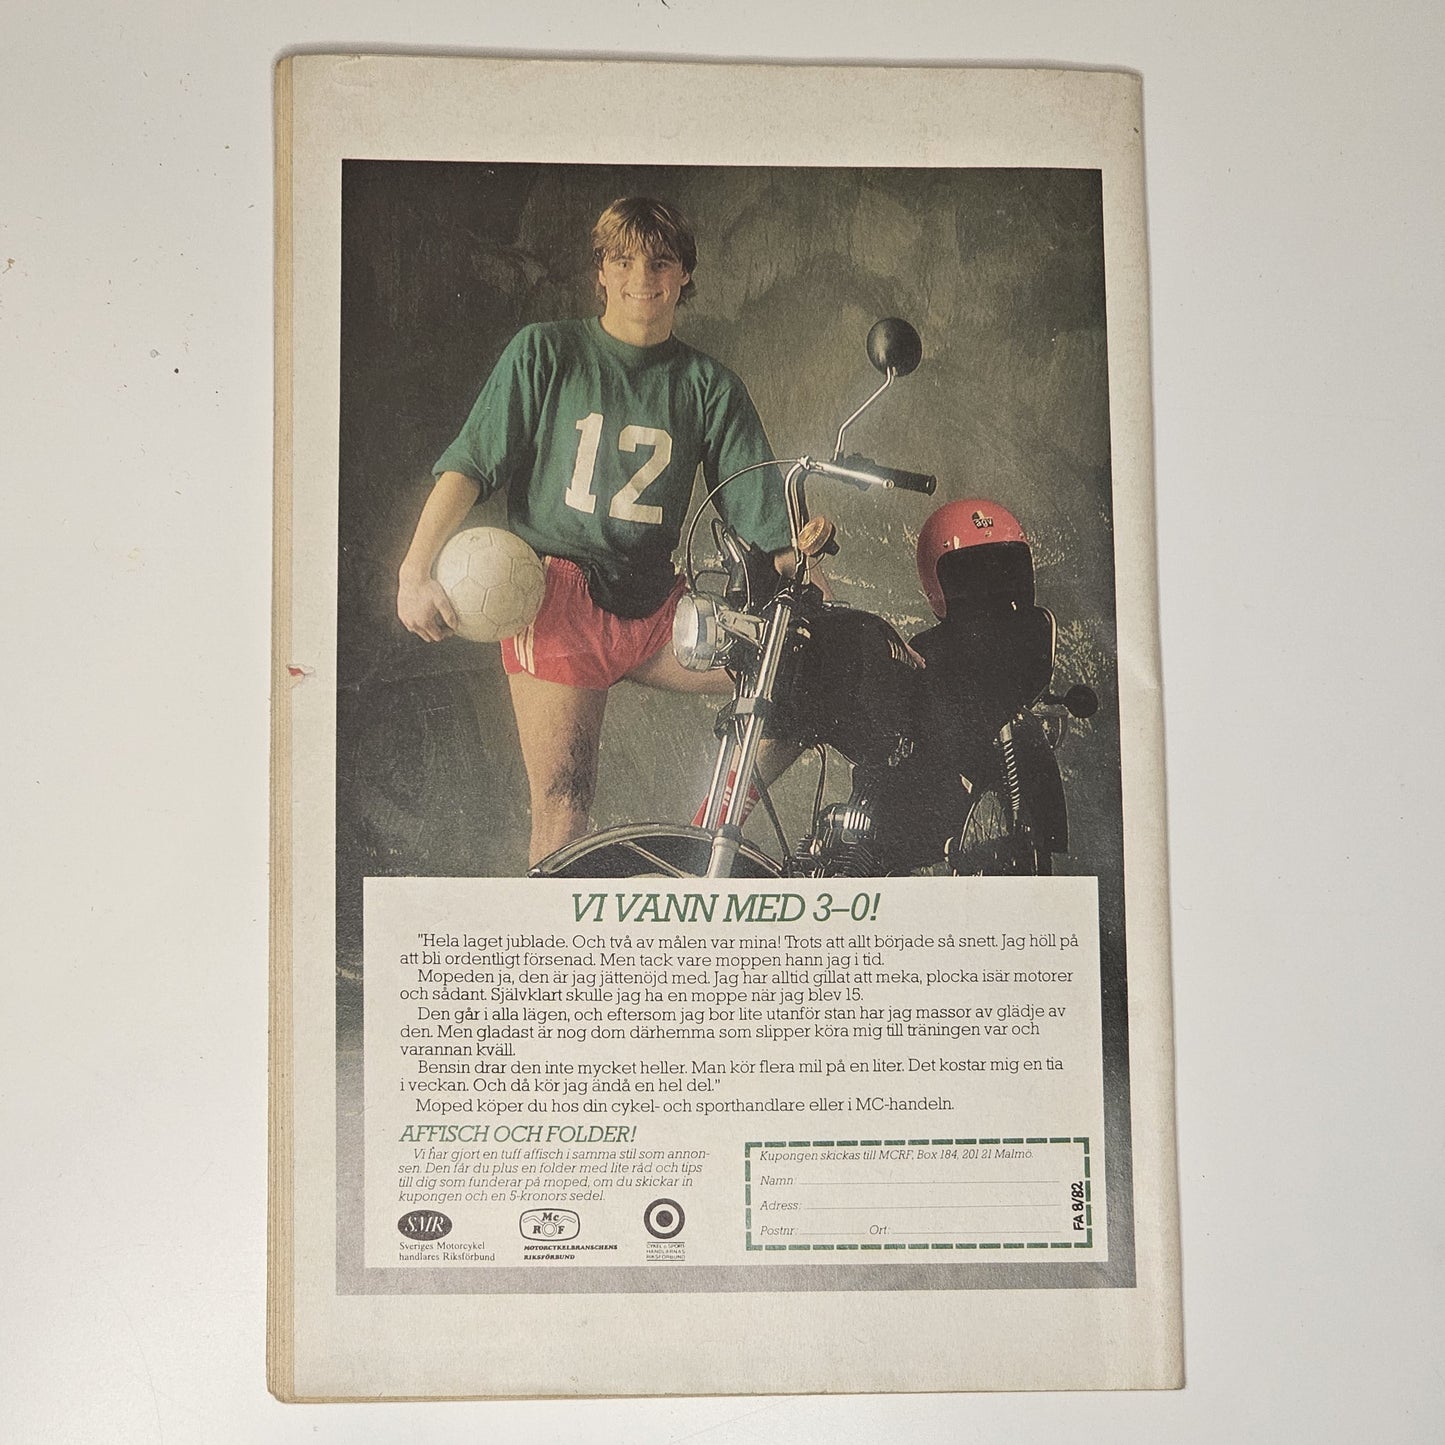 12
agv
VI VANN MED 3–0!
"Hela laget jublade. Och två av målen var mina! Trots att allt började så snett. Jag höll på
att bli ordentligt försenad. Men tack vare moppen hann jag i tid.
Mopeden ja, den är jag jättenöjd med. Jag har alltid gillat att meka, plocka isär motorer
och sådant. Självklart skulle jag ha en moppe när jag blev 15.
Den går i alla lägen, och eftersom jag bor lite utanför stan har jag massor av glädje av
den. Men gladast är nog dom därhemma som slipper köra mig till träningen var och
varannan kväll.
Bensin drar den inte mycket heller. Man kör flera mil på en liter. Det kostar mig en tia
i veckan. Och då kör jag ändå en hel del."
Moped köper du hos din cykel- och sporthandlare eller i MC-handeln.
AFFISCH OCH FOLDER!
Vi har gjort en tuff affisch i samma stil som annon-
sen. Den får du plus en folder med lite råd och tips
till dig som funderar på moped, om du skickar in
kupongen och en 5-kronors sedel.
SMR
Sveriges Motorcykel
handlares Riksförbund
Mc
R F
MOTORCYKELBRANSCHENS
RIKSFÖRBUND
CYKEL o SPORT
HANDLARNAS
RIKSFÖRBUND
Kupongen skickas till MCRF, Box 184, 201 21 Malmö.
Namn:
Adress:
Postnr: Ort:
FA 8/82